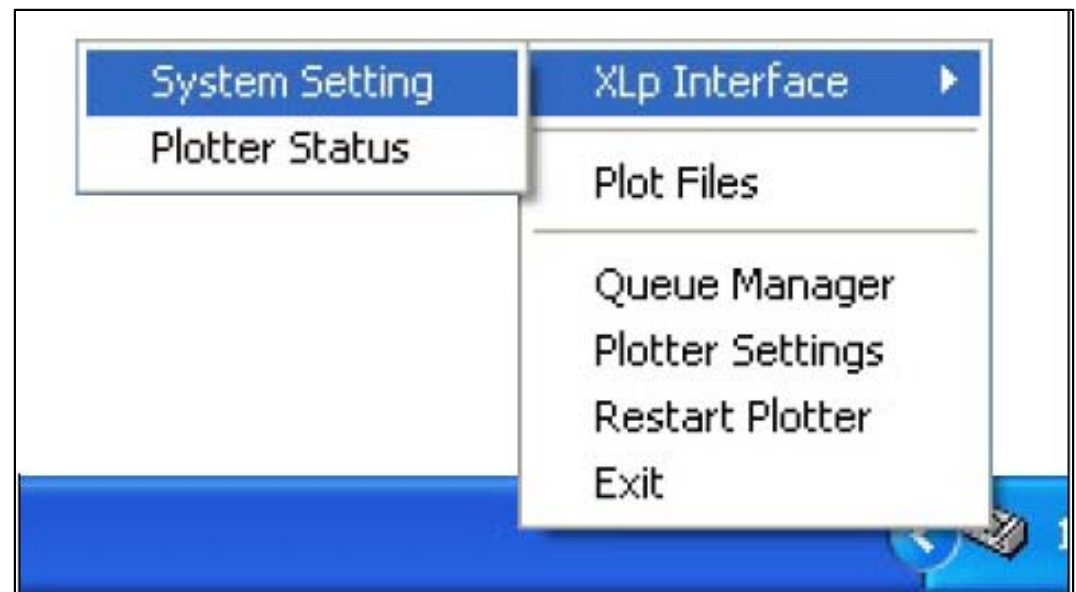 System Setting
Plotter Status
XLp Interface
Plot Files
Queue Manager
Plotter Settings
Restart Plotter
Exit